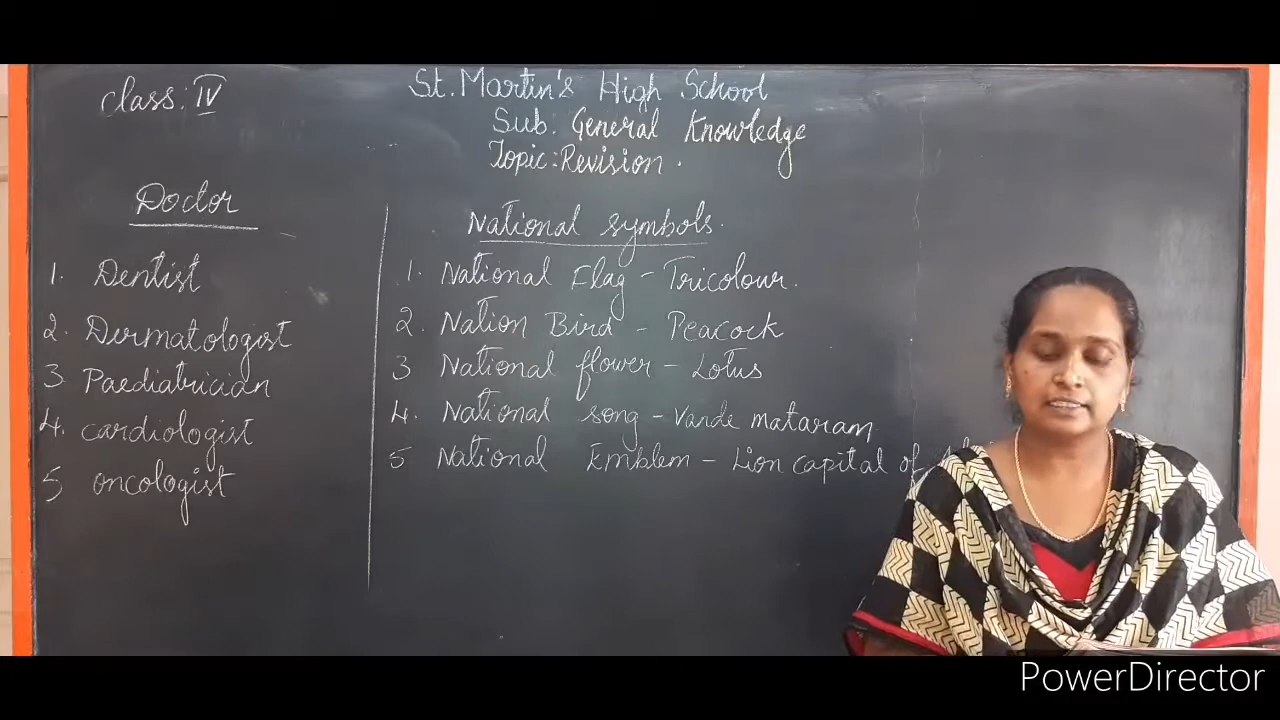 Class: IV
St. Martin's High School
Sub. General Knowledge
Topic: Revision.
Doctor
1. Dentist
2. Dermatologist
3 Paediatrician
4. cardiologist
5 oncologist
National symbols.
1. National Flag - Tricolour.
2. Nation Bird - Peacock
3 National flower - Lotus
4. National song - Vande mataram
5 National Emblem - Lion capital of
PowerDirector